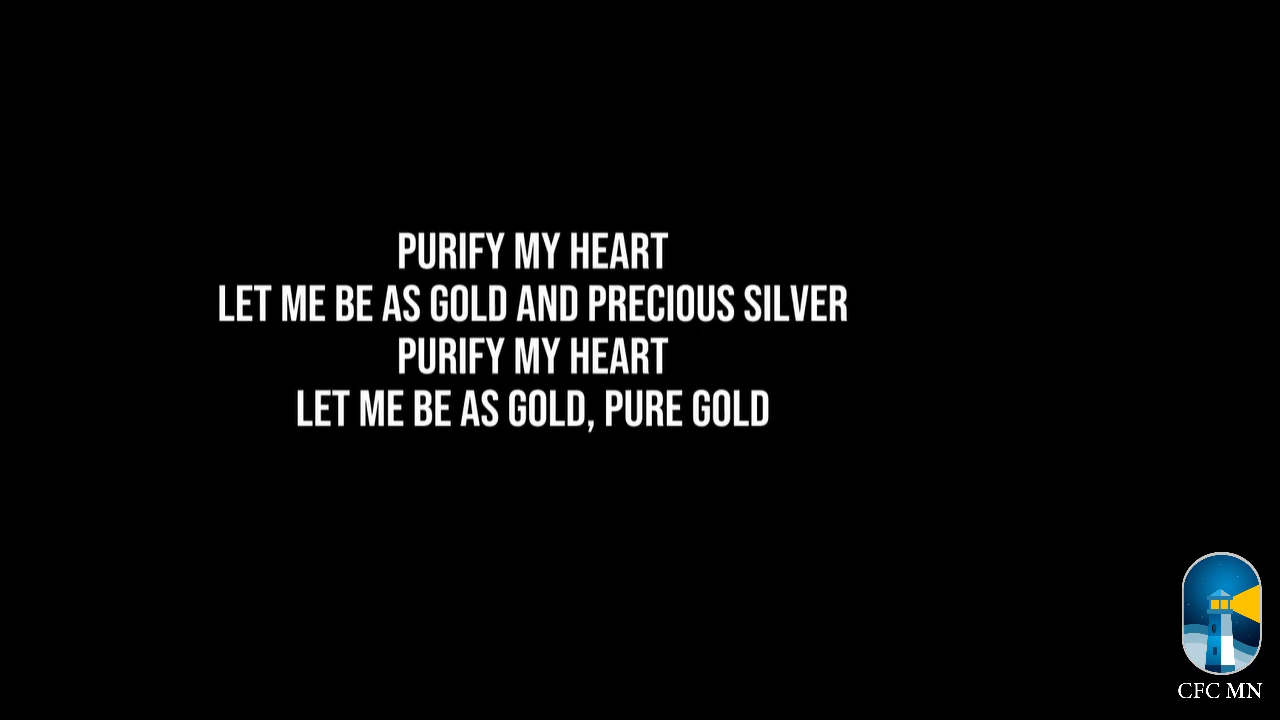 PURIFY MY HEART
LET ME BE AS GOLD AND PRECIOUS SILVER
PURIFY MY HEART
LET ME BE AS GOLD, PURE GOLD
CFC MN